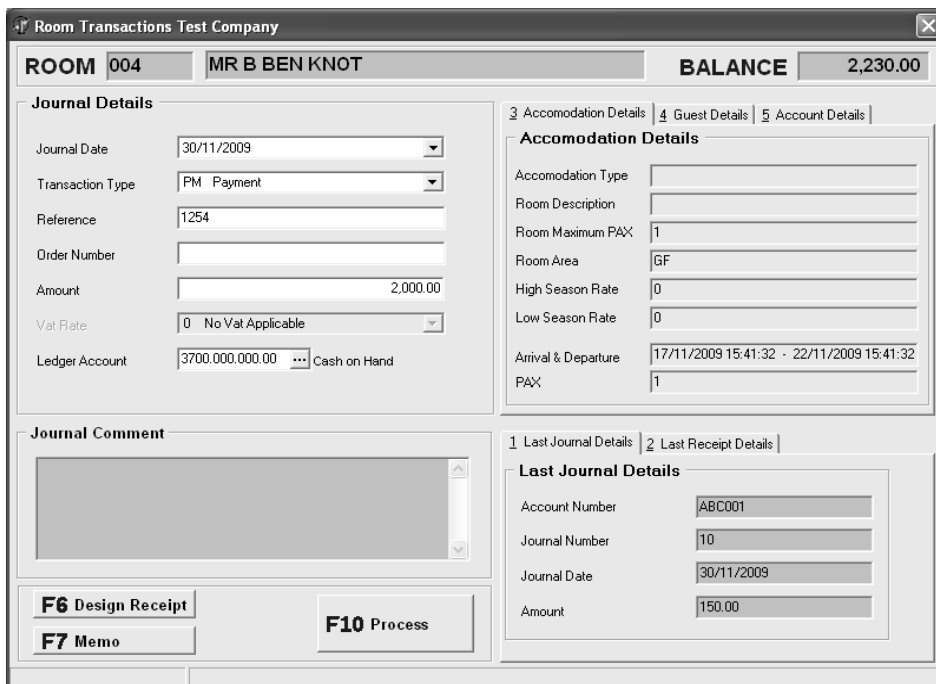 Room Transactions Test Company
ROOM 004 MR B BEN KNOT BALANCE 2,230.00
Journal Details
Journal Date 30/11/2009
Transaction Type PM Payment
Reference 1254
Order Number
Amount 2,000.00
Vat Rate 0 No Vat Applicable
Ledger Account 3700.000.000.00 ... Cash on Hand
3 Accomodation Details 4 Guest Details 5 Account Details
Accomodation Details
Accomodation Type
Room Description
Room Maximum PAX 1
Room Area GF
High Season Rate 0
Low Season Rate 0
Arrival & Departure 17/11/2009 15:41:32 - 22/11/2009 15:41:32
PAX 1
Journal Comment
1 Last Journal Details 2 Last Receipt Details
Last Journal Details
Account Number ABC001
Journal Number 10
Journal Date 30/11/2009
Amount 150.00
F6 Design Receipt
F7 Memo
F10 Process